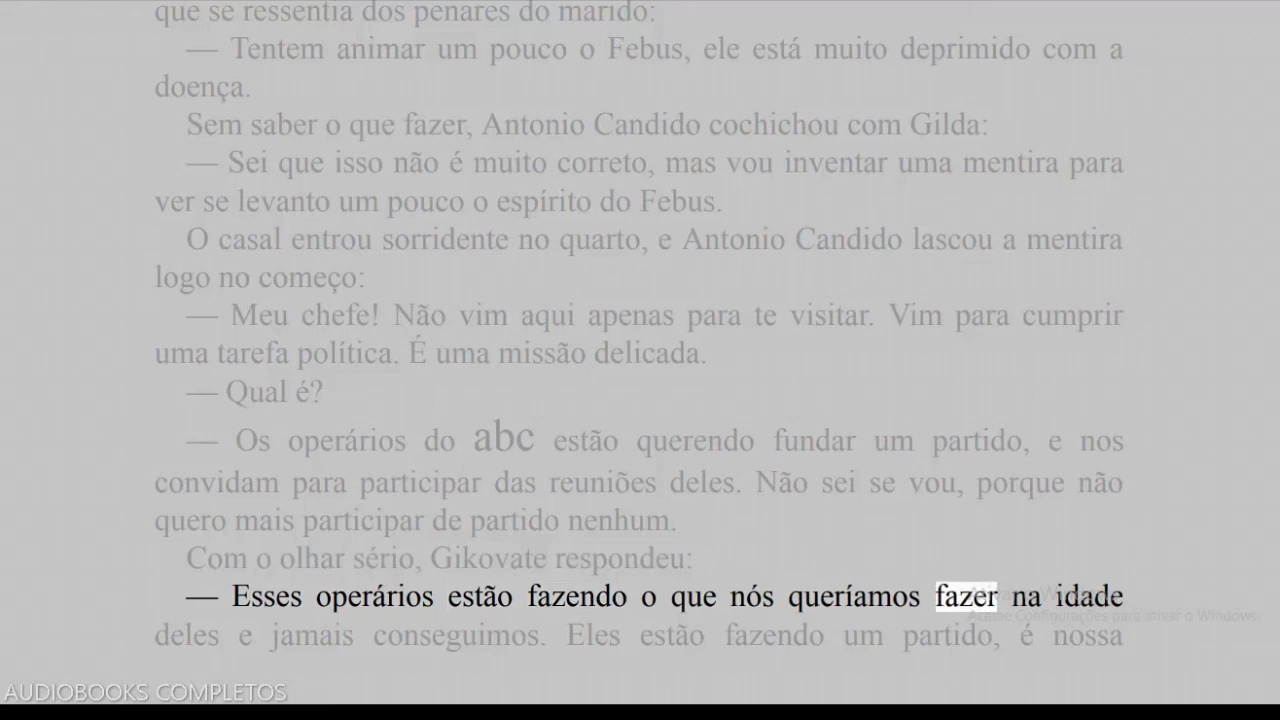 que se ressentia dos penares do marido:
— Tentem animar um pouco o Febus, ele está muito deprimido com a
doença.
Sem saber o que fazer, Antonio Candido cochichou com Gilda:
— Sei que isso não é muito correto, mas vou inventar uma mentira para
ver se levanto um pouco o espírito do Febus.
O casal entrou sorridente no quarto, e Antonio Candido lascou a mentira
logo no começo:
— Meu chefe! Não vim aqui apenas para te visitar. Vim para cumprir
uma tarefa política. É uma missão delicada.
— Qual é?
— Os operários do abc estão querendo fundar um partido, e nos
convidam para participar das reuniões deles. Não sei se vou, porque não
quero mais participar de partido nenhum.
Com o olhar sério, Gikovate respondeu:
— Esses operários estão fazendo o que nós queríamos fazer na idade
deles e jamais conseguimos. Eles estão fazendo um partido, é nossa
Acesse Configurações para ativar o Windows.
AUDIOBOOKS COMPLETOS